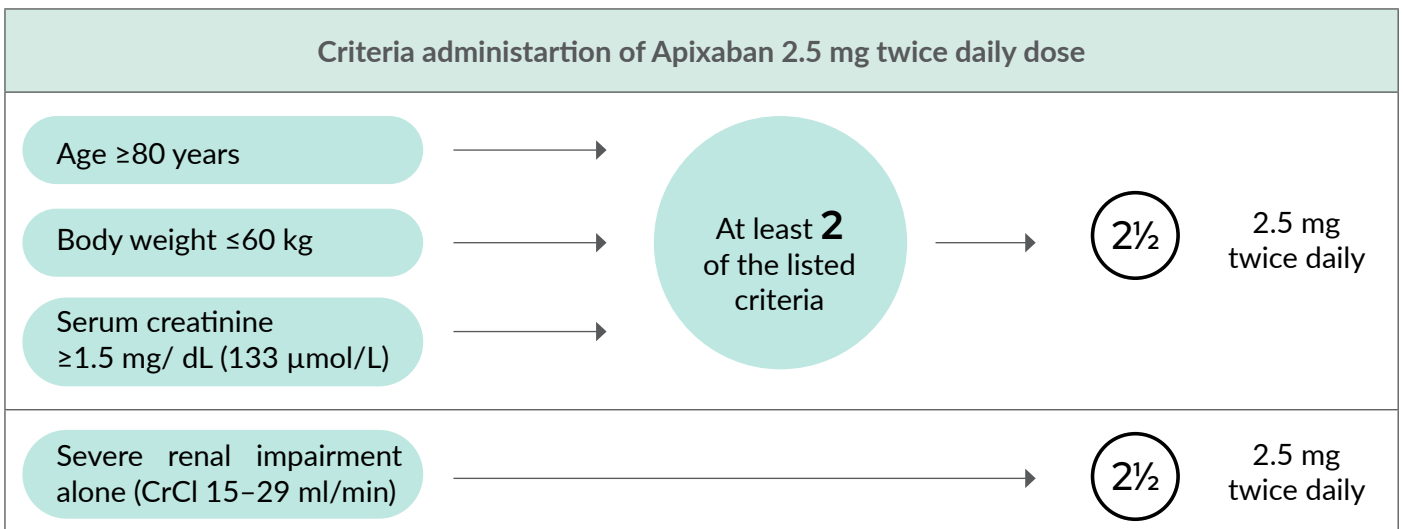 Criteria administartion of Apixaban 2.5 mg twice daily dose
Age ≥80 years
Body weight ≤60 kg
Serum creatinine
≥1.5 mg/ dL (133 µmol/L)
At least 2
of the listed
criteria
2½
2.5 mg
twice daily
Severe renal impairment
alone (CrCl 15–29 ml/min)
2½
2.5 mg
twice daily